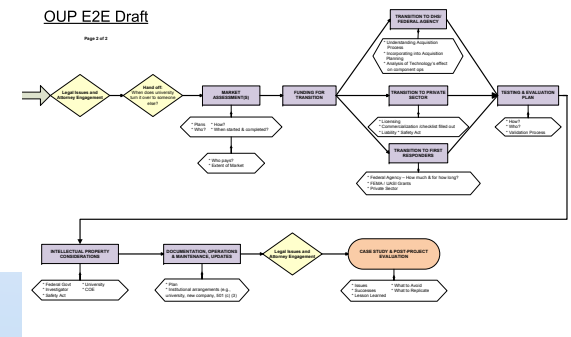 OUP E2E Draft
Page 2 of 2
TRANSITION TO DHS/
FEDERAL AGENCY
* Understanding Acquisition
Process
* Incorporating into Acquisition
Planning
* Analysis of Technology's effect
on component ops
Legal Issues and
Attorney Engagement
Hand off:
When does university
turn it over to someone
else?
MARKET
ASSESSMENT(S)
FUNDING FOR
TRANSITION
TRANSITION TO PRIVATE
SECTOR
TESTING & EVALUATION
PLAN
* Plans * How?
* Who? * When started & completed?
* Licensing
* Commercialization checklist filled out
* Liability * Safety Act
* How?
* Who?
* Validation Process
* Who pays?
* Extent of Market
TRANSITION TO FIRST
RESPONDERS
* Federal Agency – How much & for how long?
* FEMA / UASI Grants
* Private Sector
INTELLECTUAL PROPERTY
CONSIDERATIONS
DOCUMENTATION, OPERATIONS
& MAINTENANCE, UPDATES
Legal Issues and
Attorney Engagement
CASE STUDY & POST-PROJECT
EVALUATION
* Federal Govt * University
* Investigator * COE
* Safety Act
* Plan
* Institutional arrangements (e.g.,
university, new company, 501 (c) (3)
* Issues * What to Avoid
* Successes * What to Replicate
* Lesson Learned